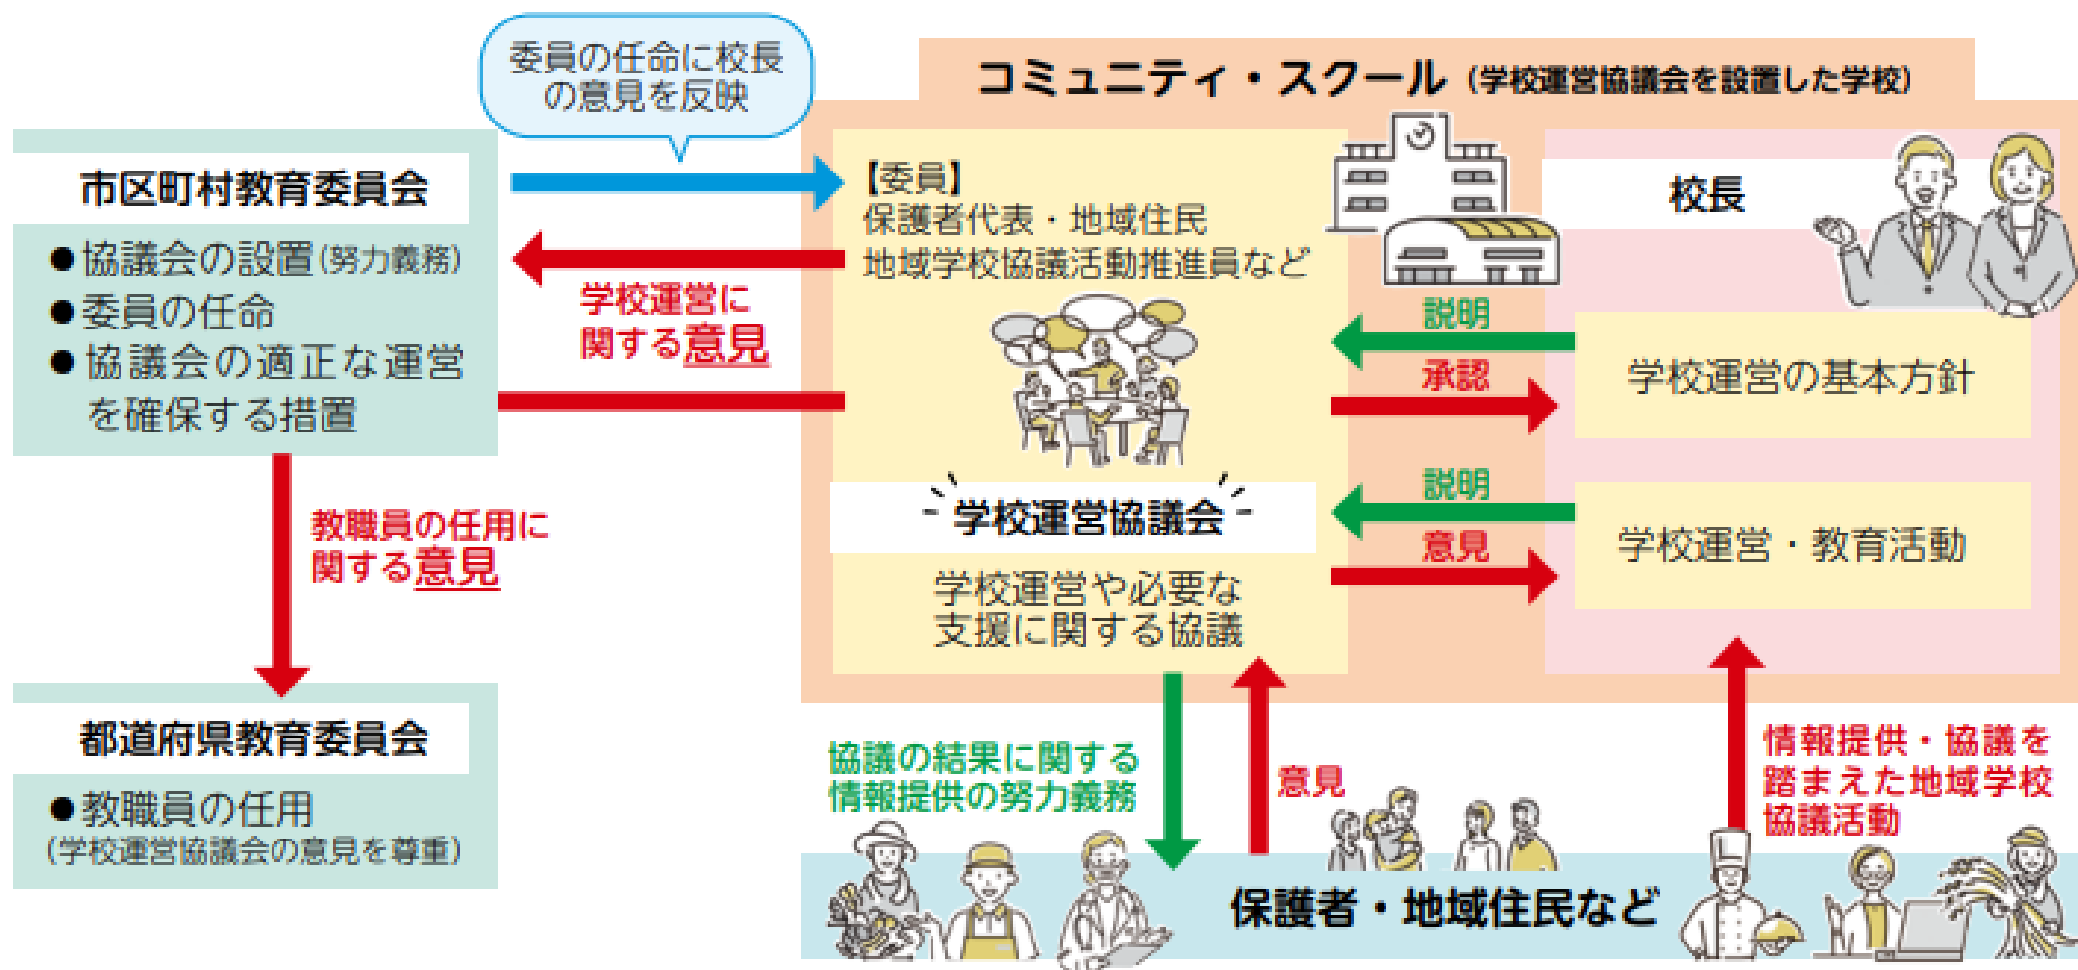 委員の任命に校長
の意見を反映
コミュニティ・スクール（学校運営協議会を設置した学校）
市区町村教育委員会
●協議会の設置（努力義務）
●委員の任命
●協議会の適正な運営
を確保する措置
【委員】
保護者代表・地域住民
地域学校協議活動推進員など
学校運営に
関する意見
校長
説明
承認
学校運営の基本方針
説明
意見
学校運営・教育活動
学校運営協議会
学校運営や必要な
支援に関する協議
教職員の任用に
関する意見
都道府県教育委員会
●教職員の任用
（学校運営協議会の意見を尊重）
協議の結果に関する
情報提供の努力義務
意見
情報提供・協議を
踏まえた地域学校
協議活動
保護者・地域住民など